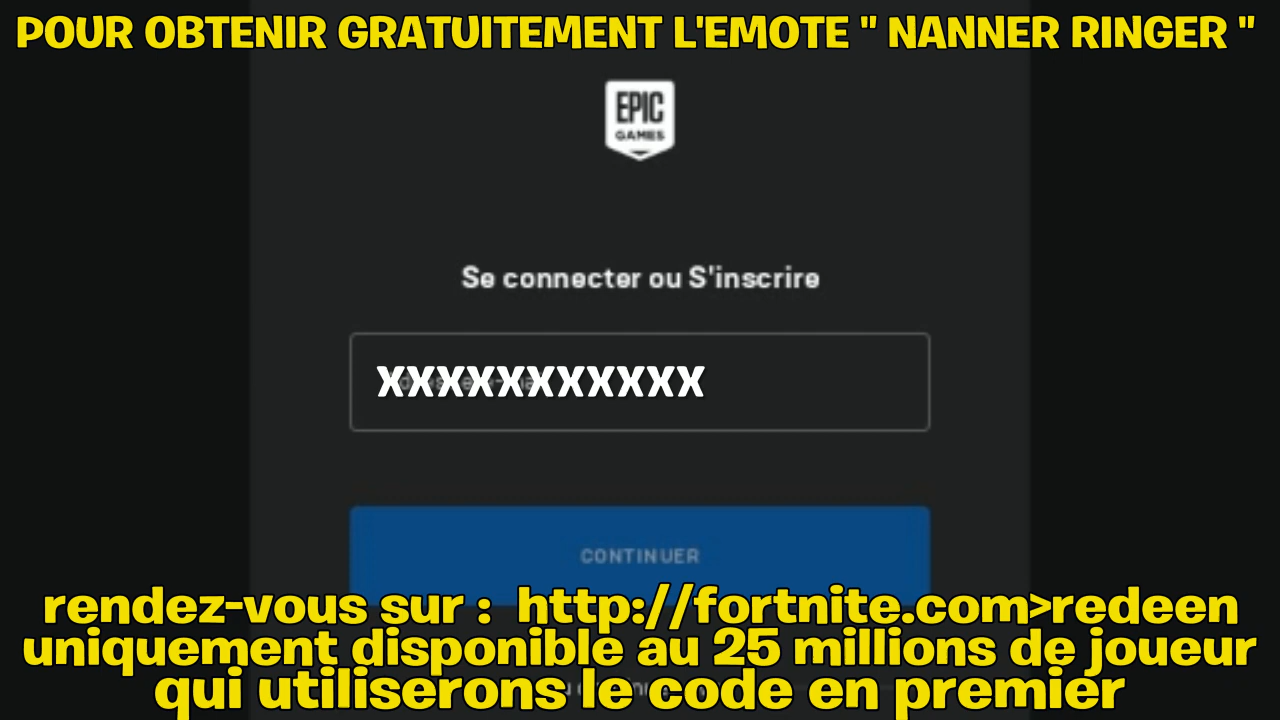 POUR OBTENIR GRATUITEMENT L'EMOTE " NANNER RINGER "
EPIC
GAMES
Se connecter ou S'inscrire
XXXXXXXXXXX
CONTINUER
rendez-vous sur : http://fortnite.com>redeen
uniquement disponible au 25 millions de joueur
qui utiliserons le code en premier